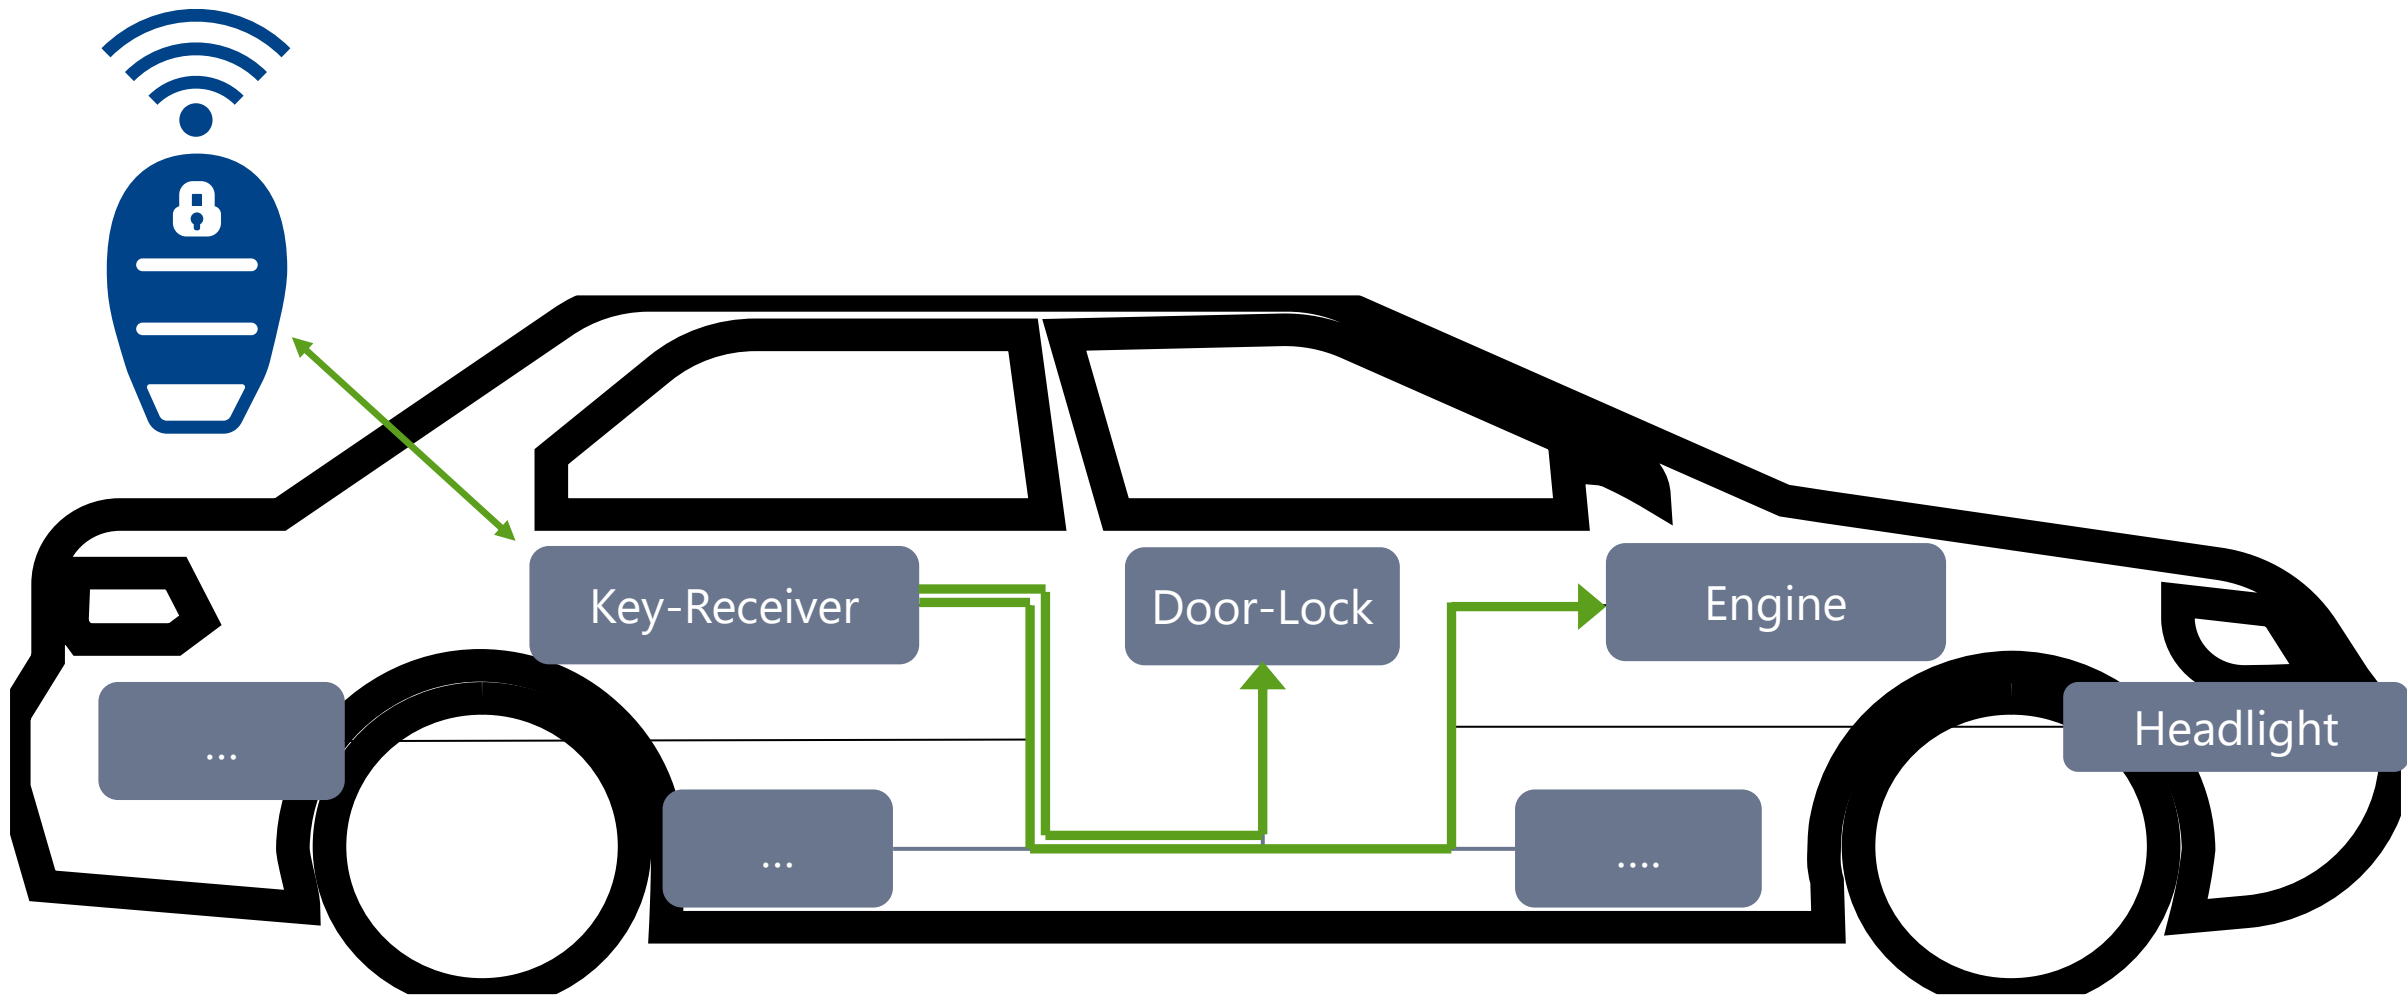 Key-Receiver
Door-Lock
Engine
...
Headlight
...
....